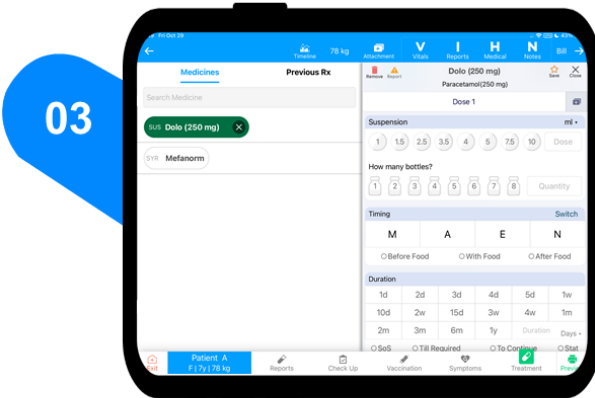 03
Fri Oct 29
43%
Timeline
78 kg
Attachment
V
Vitals
I
Reports
H
Medical
N
Notes
Bill
Medicines
Previous Rx
Search Medicine
SUS Dolo (250 mg) X
SYR Mefanorm
Remove
Report
Dolo (250 mg)
Paracetamol(250 mg)
Save
Close
Dose 1
Suspension ml
1 1.5 2.5 3.5 4 5 7.5 10 Dose
How many bottles?
1 2 3 4 5 6 7 8 Quantity
Timing Switch
M A E N
Before Food With Food After Food
Duration
1d 2d 3d 4d 5d 1w
10d 2w 15d 3w 4w 1m
2m 3m 6m 1y Duration Days
SoS Till Required To Continue Stat
Exit
Patient A
F | 7y | 78 kg
Reports
Check Up
Vaccination
Symptoms
Treatment